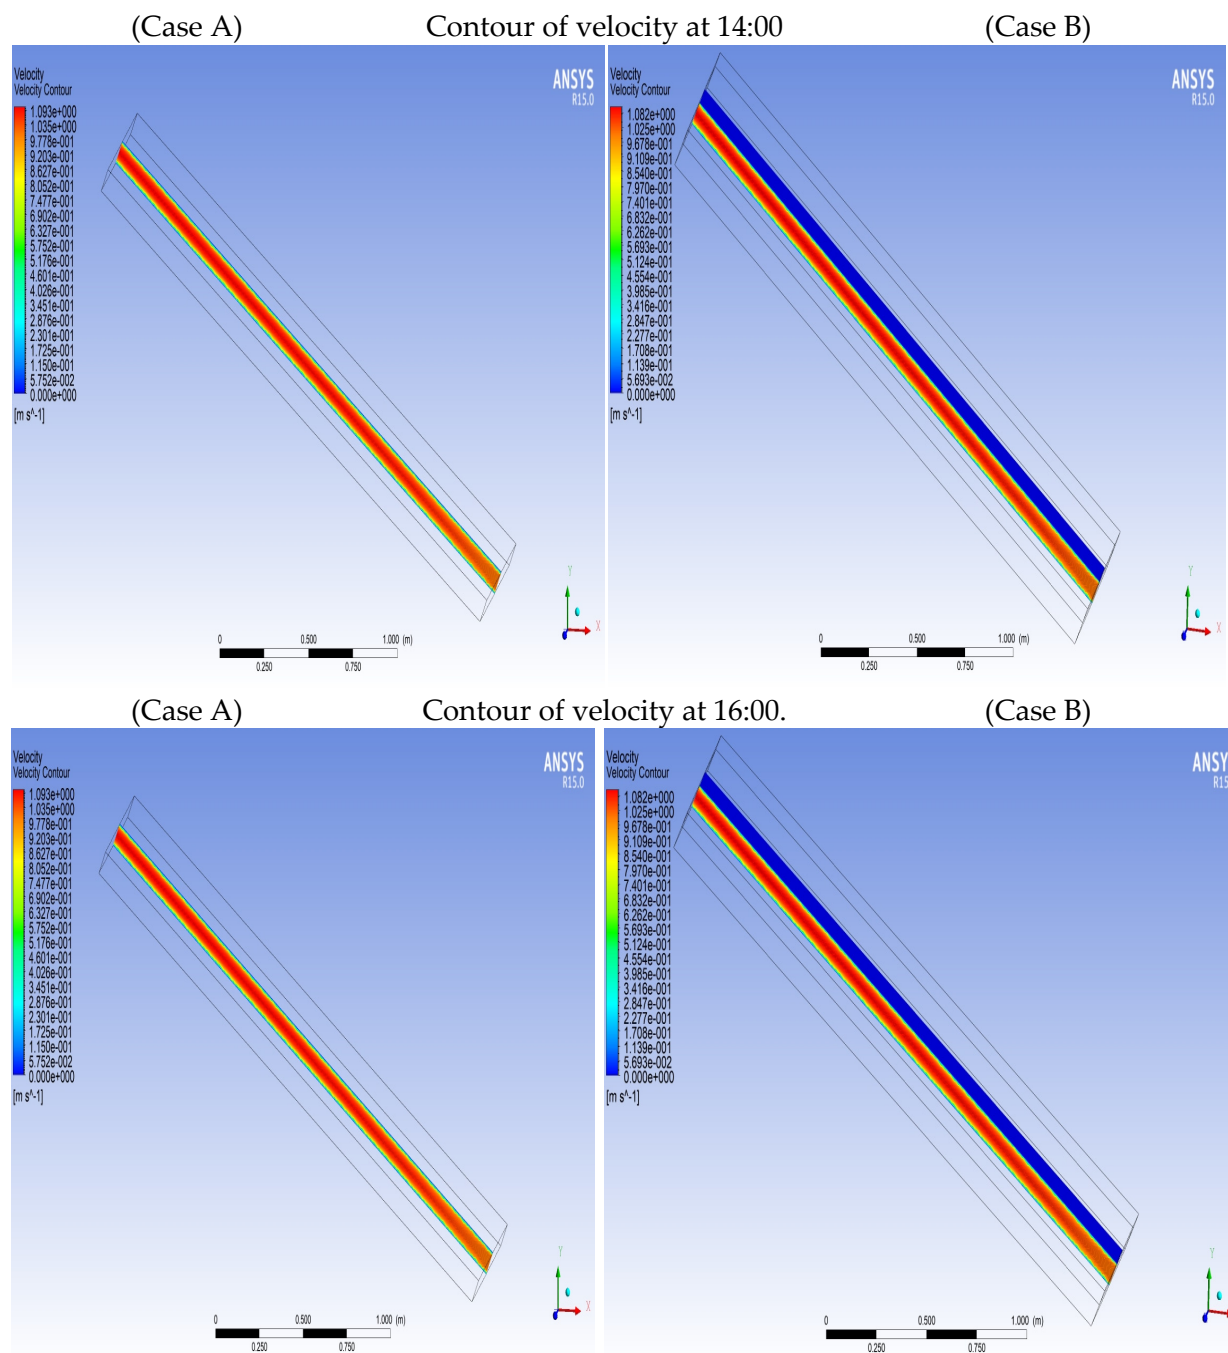 (Case A) Contour of velocity at 14:00 (Case B)
Velocity
Velocity Contour
1.093e+000
1.035e+000
9.778e-001
9.203e-001
8.627e-001
8.052e-001
7.477e-001
6.902e-001
6.327e-001
5.752e-001
5.176e-001
4.601e-001
4.026e-001
3.451e-001
2.876e-001
2.301e-001
1.725e-001
1.150e-001
5.752e-002
0.000e+000
[m s^-1]
ANSYS
R15.0
0 0.500 1.000 (m)
0.250 0.750
Y
X
Velocity
Velocity Contour
1.082e+000
1.025e+000
9.678e-001
9.109e-001
8.540e-001
7.970e-001
7.401e-001
6.832e-001
6.262e-001
5.693e-001
5.124e-001
4.554e-001
3.985e-001
3.416e-001
2.847e-001
2.277e-001
1.708e-001
1.139e-001
5.693e-002
0.000e+000
[m s^-1]
ANSYS
R15.0
0 0.500 1.000 (m)
0.250 0.750
Y
X
(Case A) Contour of velocity at 16:00. (Case B)
Velocity
Velocity Contour
1.093e+000
1.035e+000
9.778e-001
9.203e-001
8.627e-001
8.052e-001
7.477e-001
6.902e-001
6.327e-001
5.752e-001
5.176e-001
4.601e-001
4.026e-001
3.451e-001
2.876e-001
2.301e-001
1.725e-001
1.150e-001
5.752e-002
0.000e+000
[m s^-1]
ANSYS
R15.0
0 0.500 1.000 (m)
0.250 0.750
Y
X
Velocity
Velocity Contour
1.082e+000
1.025e+000
9.678e-001
9.109e-001
8.540e-001
7.970e-001
7.401e-001
6.832e-001
6.262e-001
5.693e-001
5.124e-001
4.554e-001
3.985e-001
3.416e-001
2.847e-001
2.277e-001
1.708e-001
1.139e-001
5.693e-002
0.000e+000
[m s^-1]
ANSY
R15
0 0.500 1.000 (m)
0.250 0.750
Y